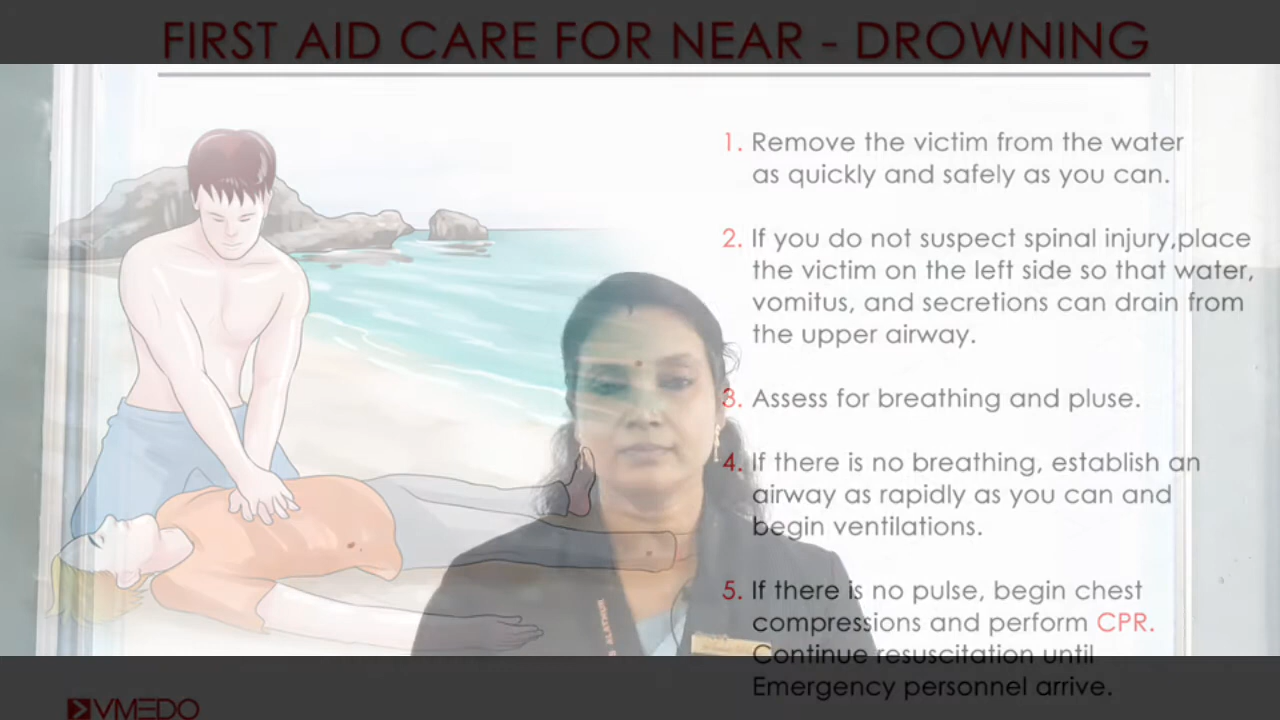 FIRST AID CARE FOR NEAR - DROWNING
1. Remove the victim from the water
as quickly and safely as you can.
2. If you do not suspect spinal injury,place
the victim on the left side so that water,
vomitus, and secretions can drain from
the upper airway.
3. Assess for breathing and pluse.
4. If there is no breathing, establish an
airway as rapidly as you can and
begin ventilations.
5. If there is no pulse, begin chest
compressions and perform CPR.
Continue resuscitation until
Emergency personnel arrive.
VMEDO